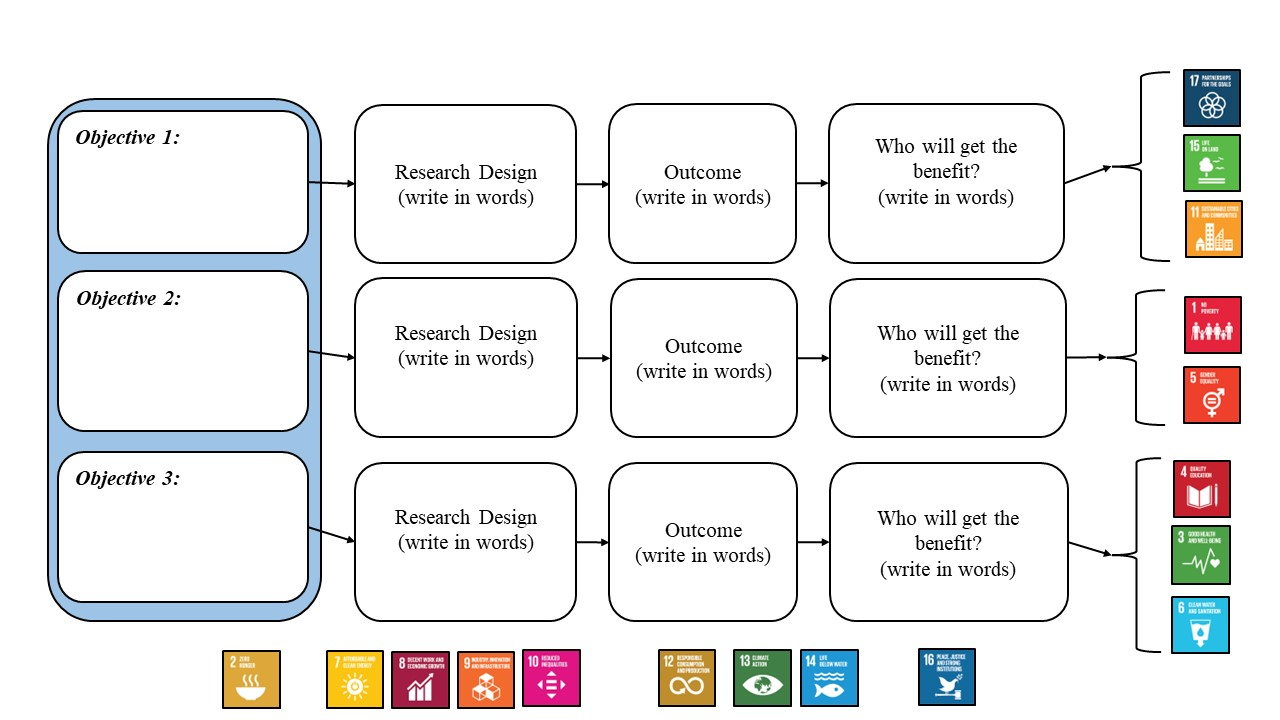 Objective 1:
Research Design
(write in words)
Outcome
(write in words)
Who will get the
benefit?
(write in words)
17 PARTNERSHIPS
FOR THE GOALS
15 LIFE
ON LAND
11 SUSTAINABLE CITIES
AND COMMUNITIES
Objective 2:
Research Design
(write in words)
Outcome
(write in words)
Who will get the
benefit?
(write in words)
1 NO
POVERTY
5 GENDER
EQUALITY
Objective 3:
Research Design
(write in words)
Outcome
(write in words)
Who will get the
benefit?
(write in words)
4 QUALITY
EDUCATION
3 GOOD HEALTH
AND WELL-BEING
6 CLEAN WATER
AND SANITATION
2 ZERO
HUNGER
7 AFFORDABLE AND
CLEAN ENERGY
8 DECENT WORK AND
ECONOMIC GROWTH
9 INDUSTRY, INNOVATION
AND INFRASTRUCTURE
10 REDUCED
INEQUALITIES
12 RESPONSIBLE
CONSUMPTION
AND PRODUCTION
13 CLIMATE
ACTION
14 LIFE
BELOW WATER
16 PEACE, JUSTICE
AND STRONG
INSTITUTIONS